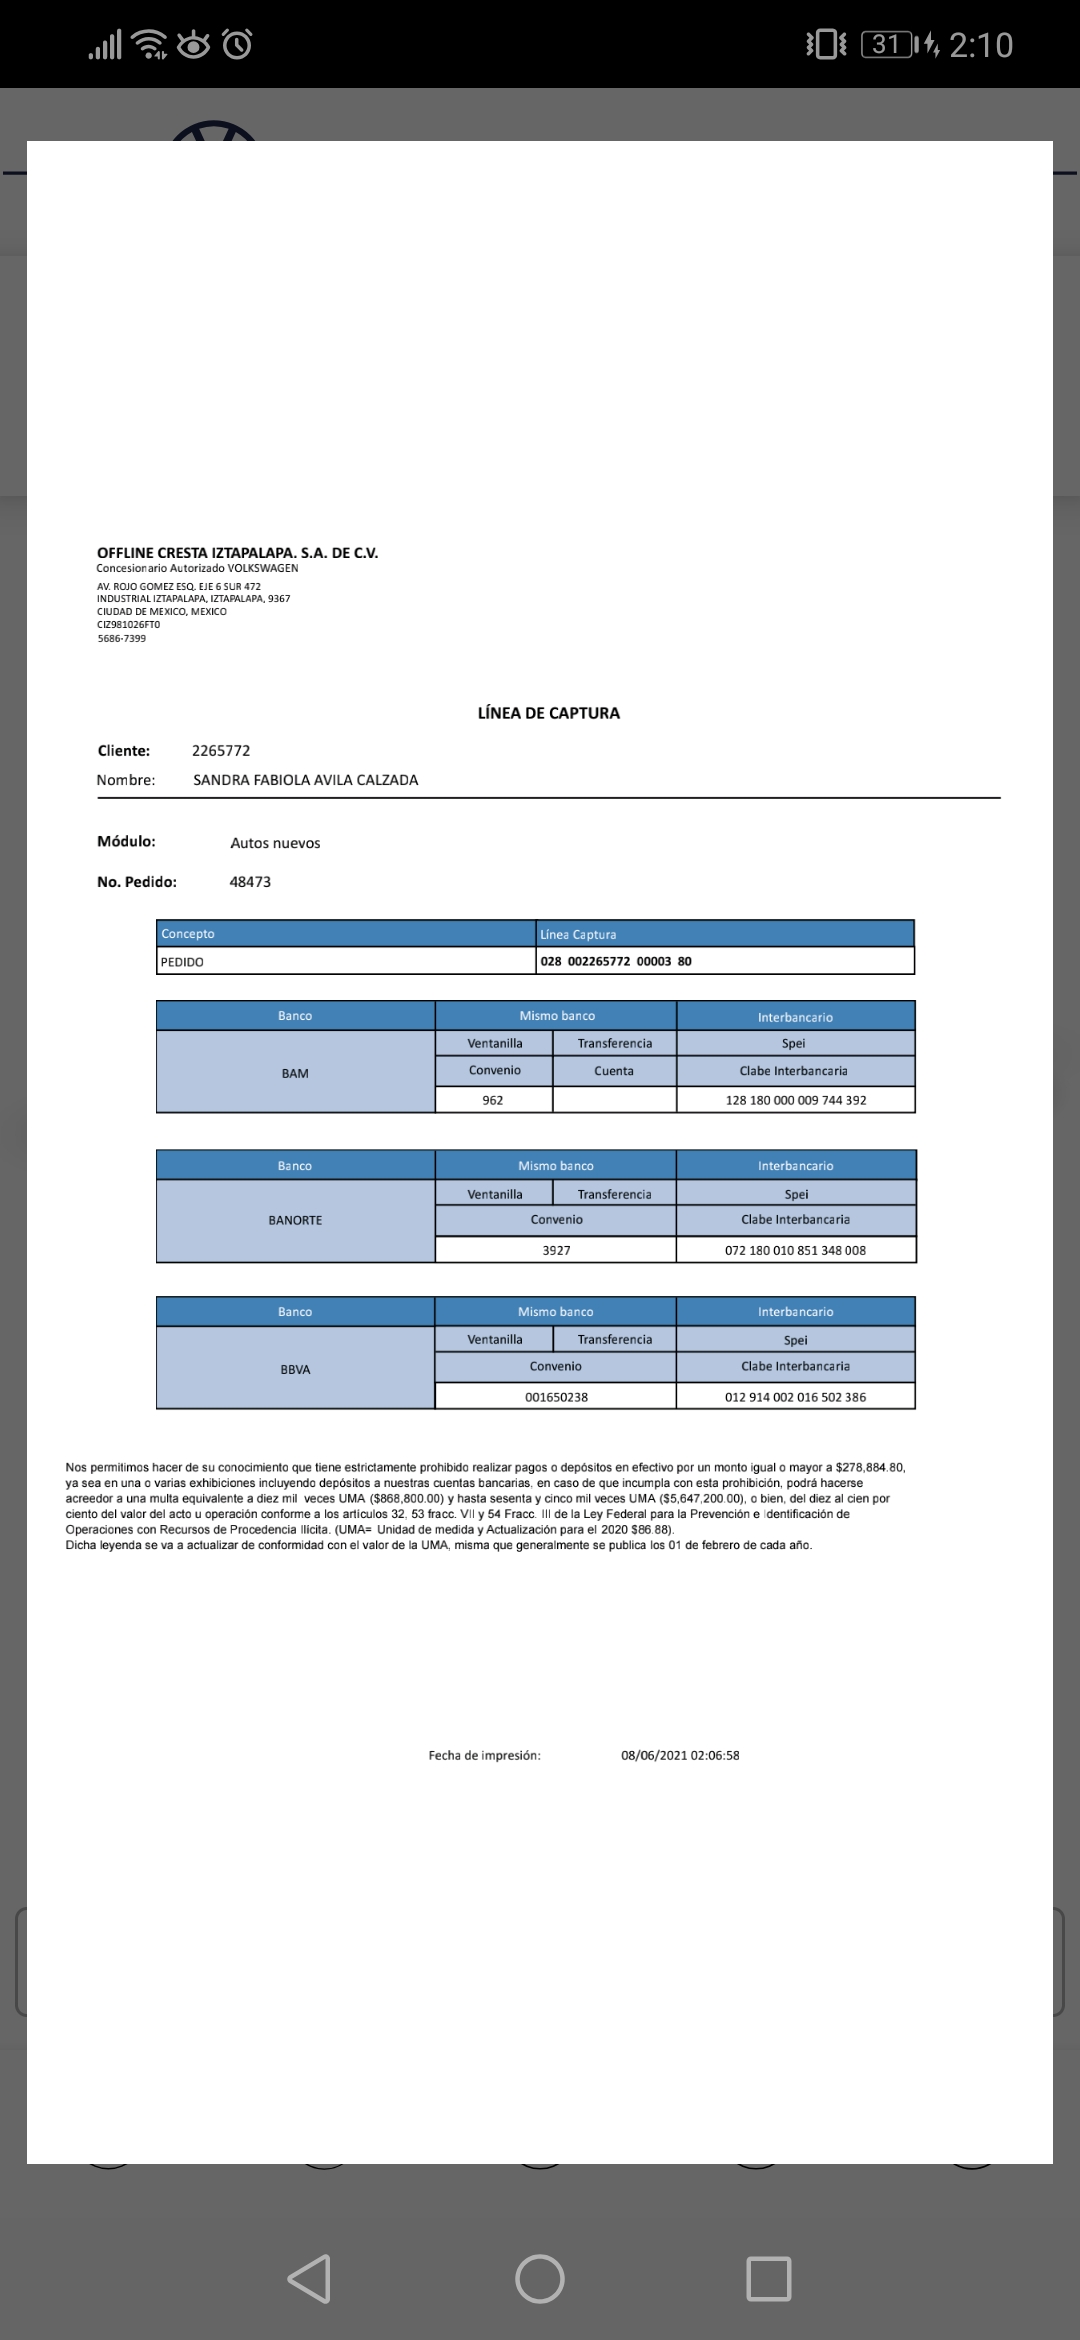 31 2:10
OFFLINE CRESTA IZTAPALAPA. S.A. DE C.V.
Concesionario Autorizado VOLKSWAGEN
AV. ROJO GOMEZ ESQ. EJE 6 SUR 472
INDUSTRIAL IZTAPALAPA, IZTAPALAPA, 9367
CIUDAD DE MEXICO, MEXICO
CIZ981026FT0
5686-7399
LÍNEA DE CAPTURA
Cliente: 2265772
Nombre: SANDRA FABIOLA AVILA CALZADA
Módulo: Autos nuevos
No. Pedido: 48473
Concepto Línea Captura
PEDIDO 028 002265772 00003 80
Banco Mismo banco Interbancario
Ventanilla Transferencia Spei
BAM Convenio Cuenta Clabe Interbancaria
962 128 180 000 009 744 392
Banco Mismo banco Interbancario
Ventanilla Transferencia Spei
BANORTE Convenio Clabe Interbancaria
3927 072 180 010 851 348 008
Banco Mismo banco Interbancario
Ventanilla Transferencia Spei
BBVA Convenio Clabe Interbancaria
001650238 012 914 002 016 502 386
Nos permitimos hacer de su conocimiento que tiene estrictamente prohibido realizar pagos o depósitos en efectivo por un monto igual o mayor a $278,884.80,
ya sea en una o varias exhibiciones incluyendo depósitos a nuestras cuentas bancarias, en caso de que incumpla con esta prohibición, podrá hacerse
acreedor a una multa equivalente a diez mil veces UMA ($868,800.00) y hasta sesenta y cinco mil veces UMA ($5,647,200.00), o bien, del diez al cien por
ciento del valor del acto u operación conforme a los artículos 32, 53 fracc. VII y 54 Fracc. III de la Ley Federal para la Prevención e Identificación de
Operaciones con Recursos de Procedencia Ilícita. (UMA= Unidad de medida y Actualización para el 2020 $86.88).
Dicha leyenda se va a actualizar de conformidad con el valor de la UMA, misma que generalmente se publica los 01 de febrero de cada año.
Fecha de impresión: 08/06/2021 02:06:58